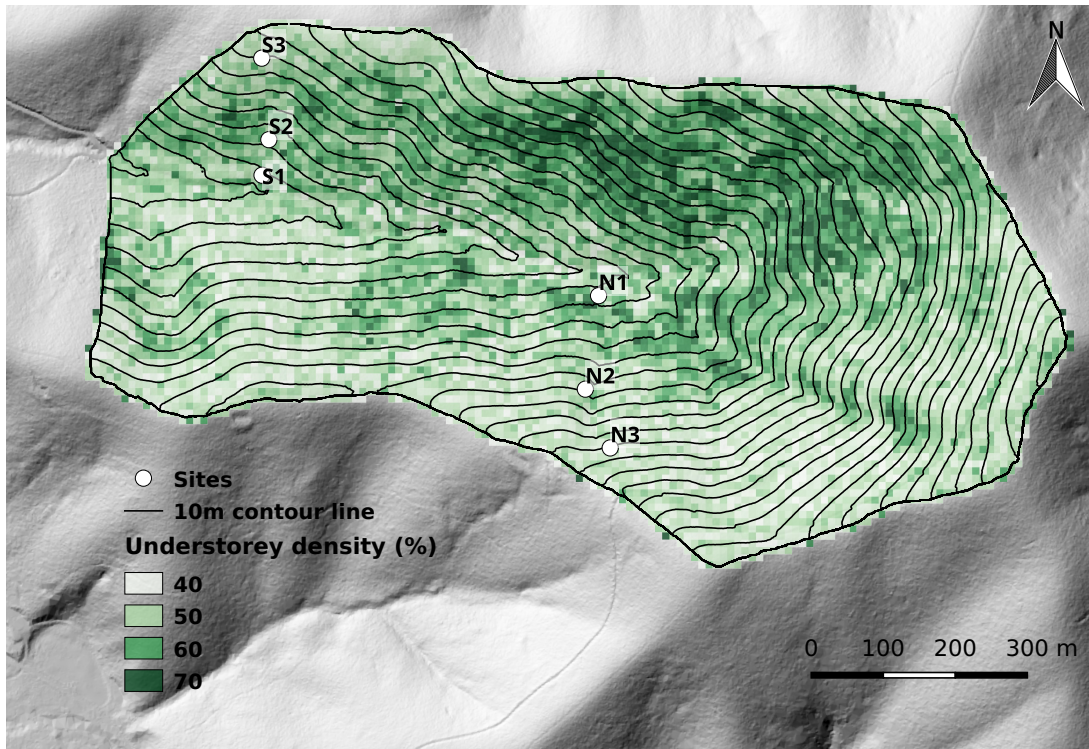 N
S3
S2
S1
N1
N2
N3
Sites
10m contour line
Understorey density (%)
40
50
60
70
0 100 200 300 m